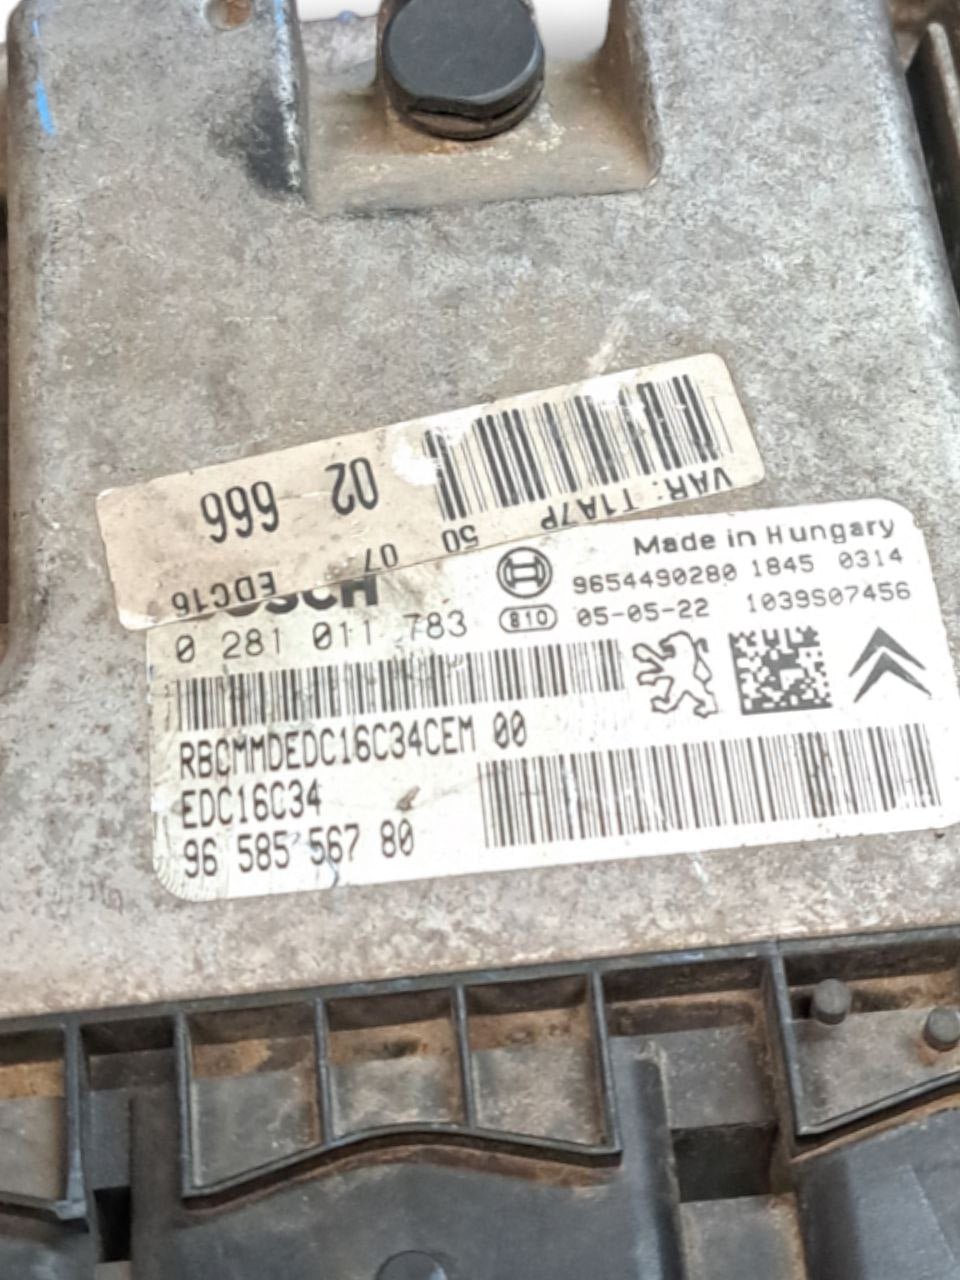 VAR: T1A7P
50 07
02 666
EDC16
BOSCH
Made in Hungary
9654490280 1845 0314
0 281 011 783
810 05-05-22 1039S07456
RBCMMDEDC16C34CEM 00
EDC16C34
96 585 567 80